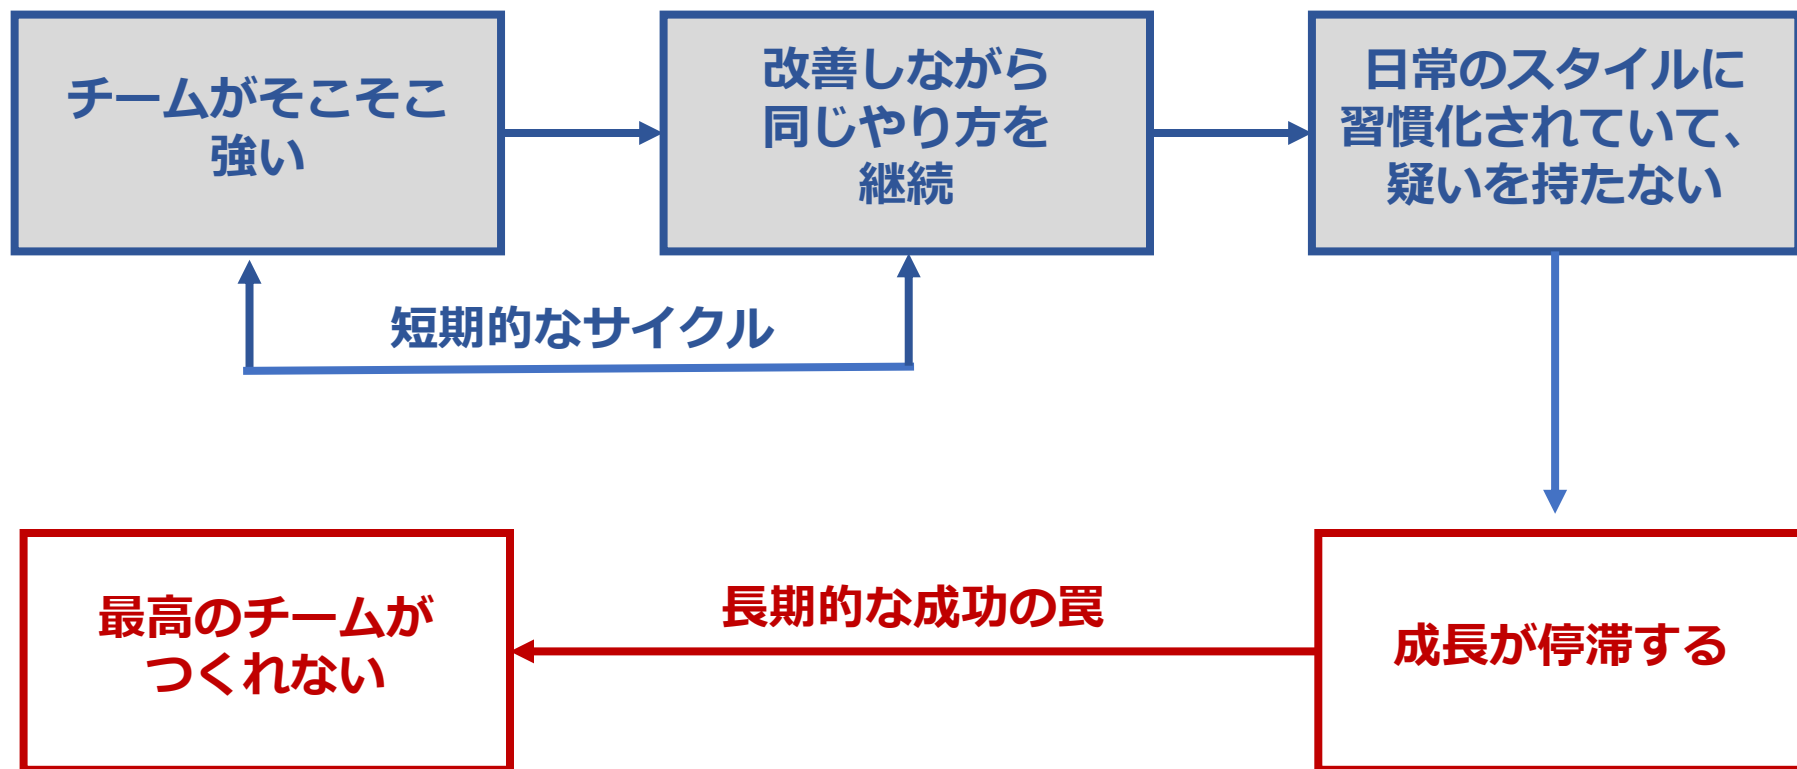 チームがそこそこ
強い
改善しながら
同じやり方を
継続
日常のスタイルに
習慣化されていて、
疑いを持たない
短期的なサイクル
最高のチームが
つくれない
長期的な成功の罠
成長が停滞する